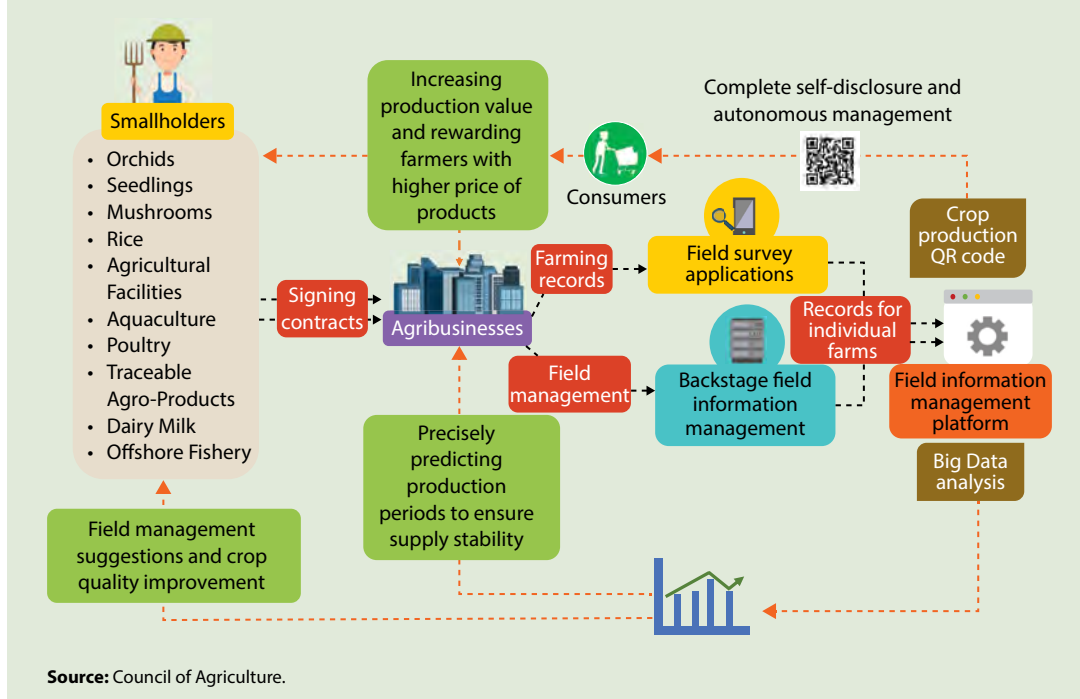 Smallholders
• Orchids
• Seedlings
• Mushrooms
• Rice
• Agricultural
Facilities
• Aquaculture
• Poultry
• Traceable
Agro-Products
• Dairy Milk
• Offshore Fishery
Signing
contracts
Increasing
production value
and rewarding
farmers with
higher price of
products
Agribusinesses
Consumers
Complete self-disclosure and
autonomous management
Farming
records
Field survey
applications
Field
management
Backstage field
information
management
Records for
individual
farms
Crop
production
QR code
Field information
management
platform
Big Data
analysis
Precisely
predicting
production
periods to ensure
supply stability
Field management
suggestions and crop
quality improvement
Source: Council of Agriculture.